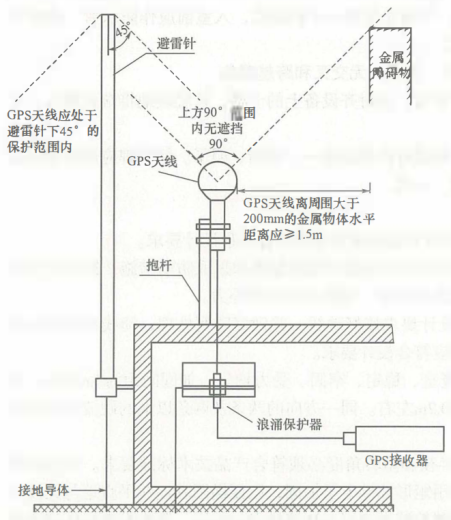 45°
避雷针
金属
障碍物
GPS天线应处于
避雷针下45°的
保护范围内
上方90°范围
内无遮挡
90°
GPS天线
GPS天线离周围大于
200mm的金属物体水平
距离应≥1.5m
抱杆
浪涌保护器
GPS接收器
接地导体